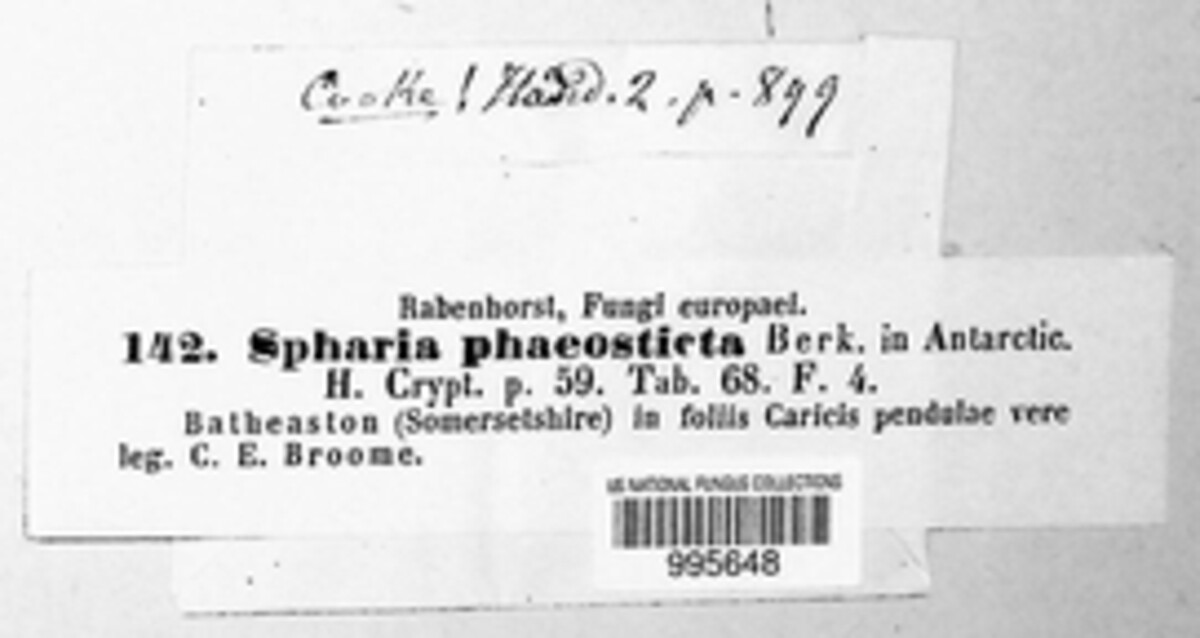 Cooke! Handb. 2. p. 899
Rabenhorst, Fungi europaei.
142. Spharia phaeosticta Berk. in Antarctic.
H. Crypt. p. 59. Tab. 68. F. 4.
Batheaston (Somersetshire) in foliis Caricis pendulae vere
leg. C. E. Broome.
US NATIONAL FUNGUS COLLECTIONS
995648